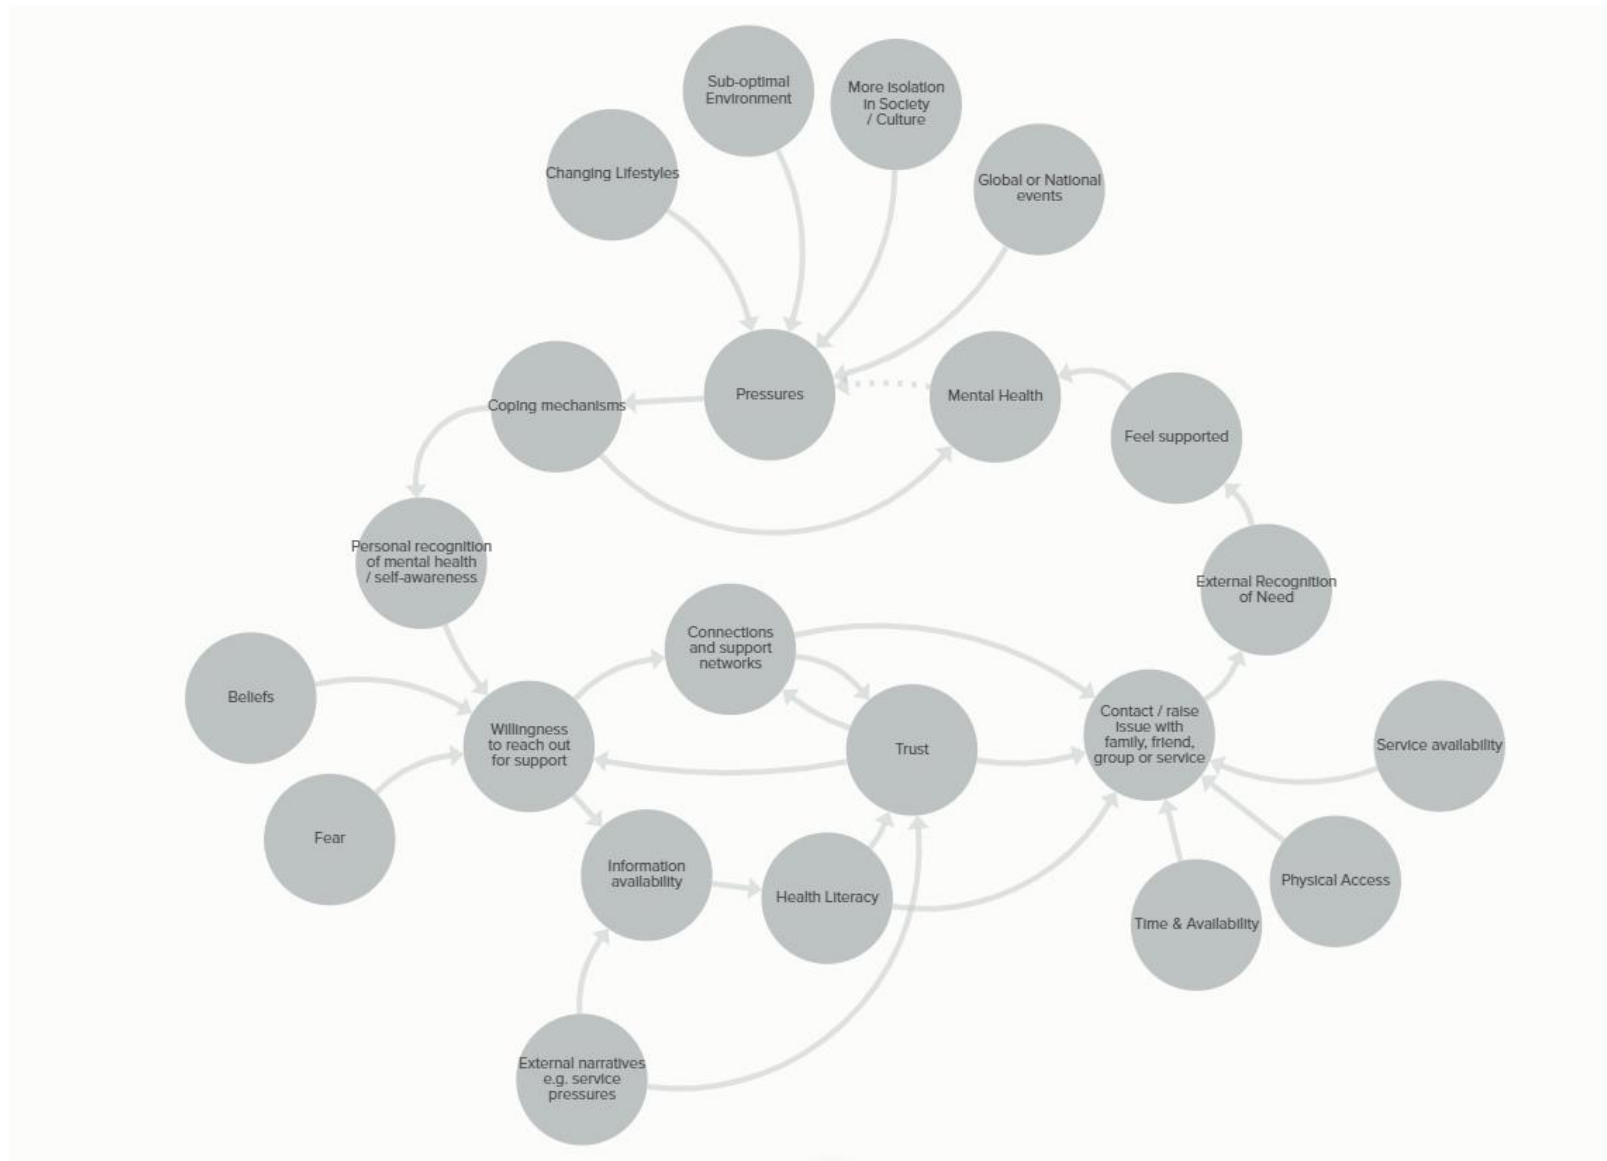 Sub-optimal
Environment
More isolation
in Society
/ Culture
Changing Lifestyles
Global or National
events
Coping mechanisms
Pressures
Mental Health
Feel supported
Personal recognition
of mental health
/ self-awareness
External Recognition
of Need
Connections
and support
networks
Beliefs
Willingness
to reach out
for support
Trust
Contact / raise
issue with
family, friend,
group or service
Service availability
Fear
Information
availability
Health Literacy
Physical Access
Time & Availability
External narratives
e.g. service
pressures